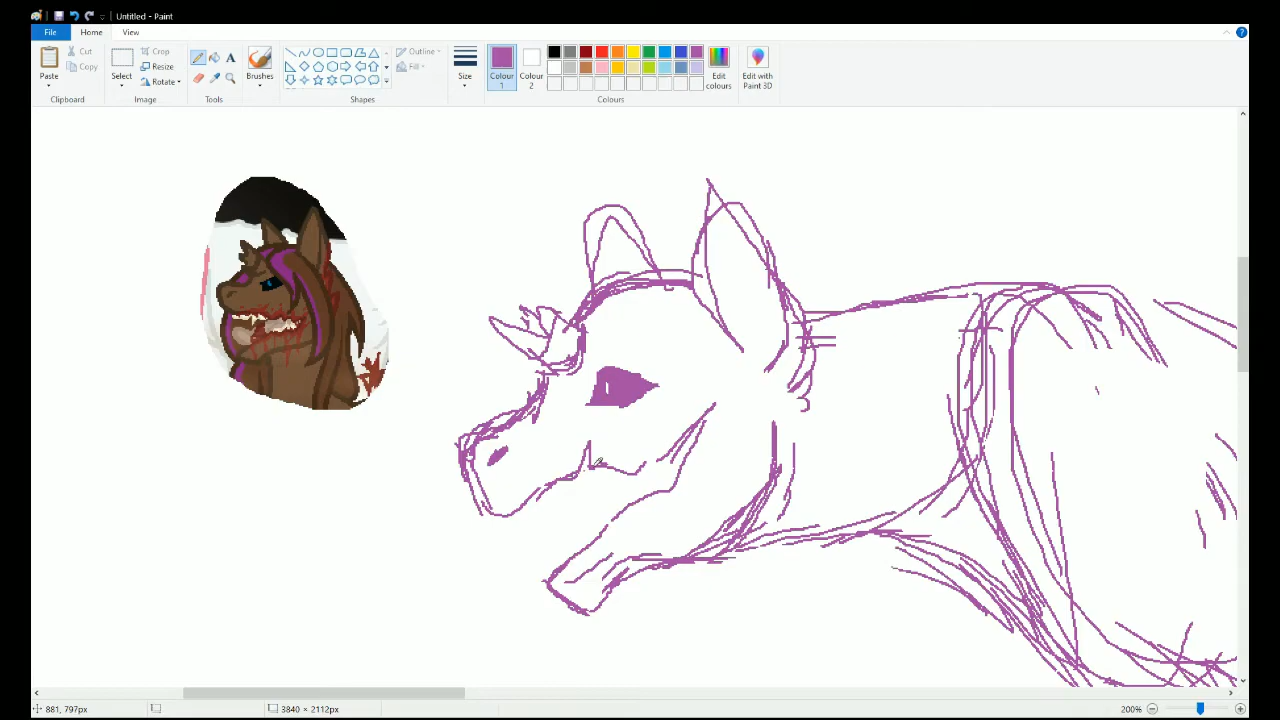 Untitled - Paint
File Home View
Paste
Cut
Copy
Clipboard
Select
Crop
Resize
Rotate
Image
A
Tools
Brushes
Outline
Fill
Shapes
Size
Colour 1
Colour 2
Edit colours
Colours
Edit with Paint 3D
881, 797px
3840 × 2112px
200%